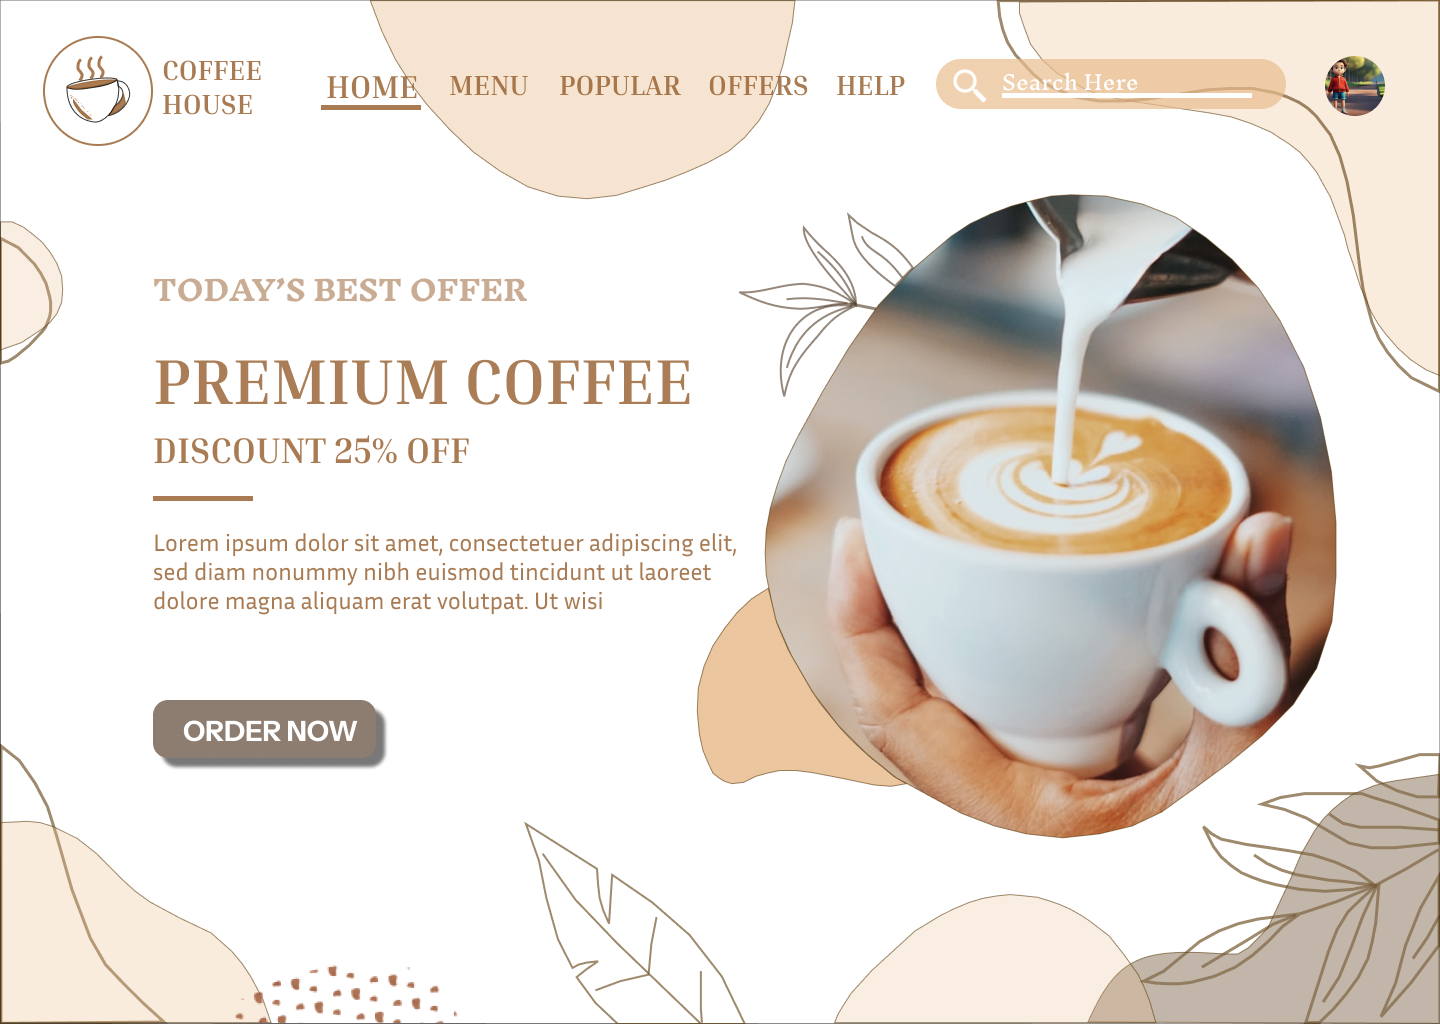 COFFEE
HOUSE
HOME MENU POPULAR OFFERS HELP Search Here
TODAY’S BEST OFFER
PREMIUM COFFEE
DISCOUNT 25% OFF
Lorem ipsum dolor sit amet, consectetuer adipiscing elit,
sed diam nonummy nibh euismod tincidunt ut laoreet
dolore magna aliquam erat volutpat. Ut wisi
ORDER NOW